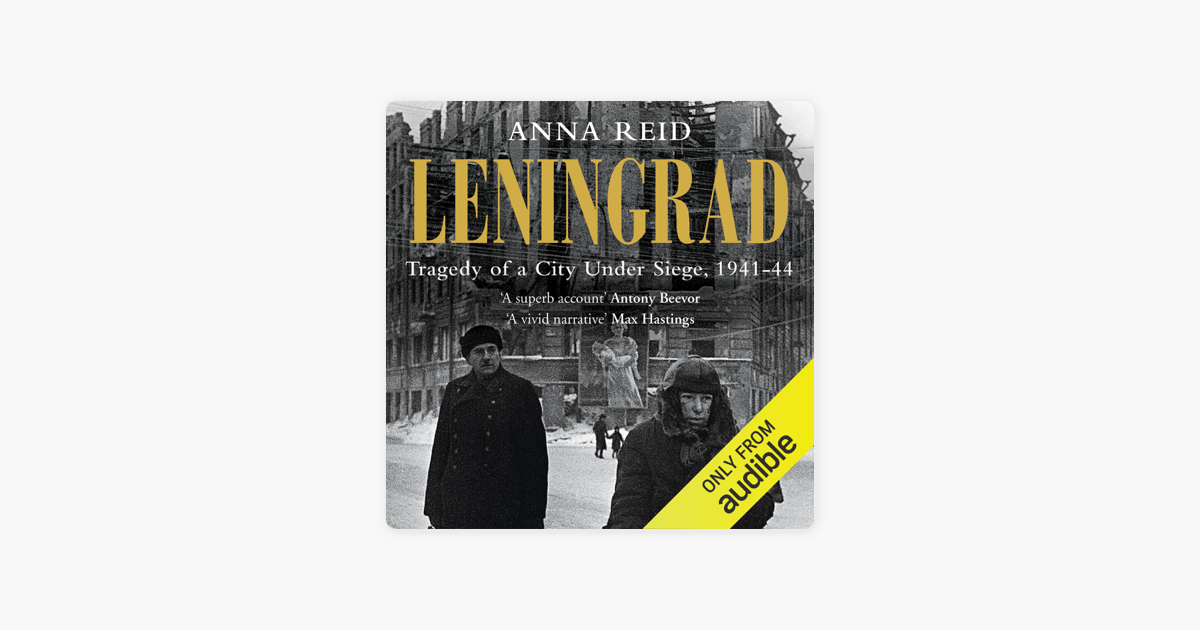 ANNA REID
LENINGRAD
Tragedy of a City Under Siege, 1941–44
‘A superb account’ Antony Beevor
‘A vivid narrative’ Max Hastings
ONLY FROM
audible